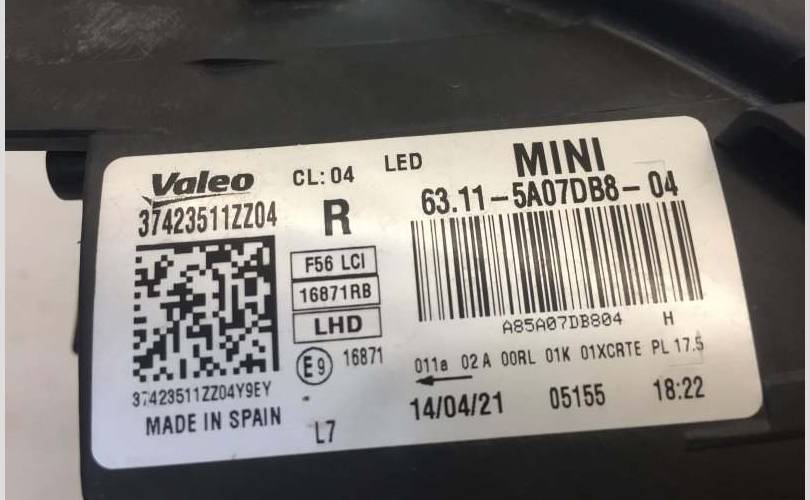 Valeo
CL: 04
LED
MINI
37423511ZZ04
R
63.11-5A07DB8-04
F56 LCI
16871RB
LHD
E9 16871
A85A07DB804 H
011a 02A 00RL 01K 01XCRTE PL 17.5
37423511ZZ04Y9EY
MADE IN SPAIN
L7
14/04/21 05155 18:22